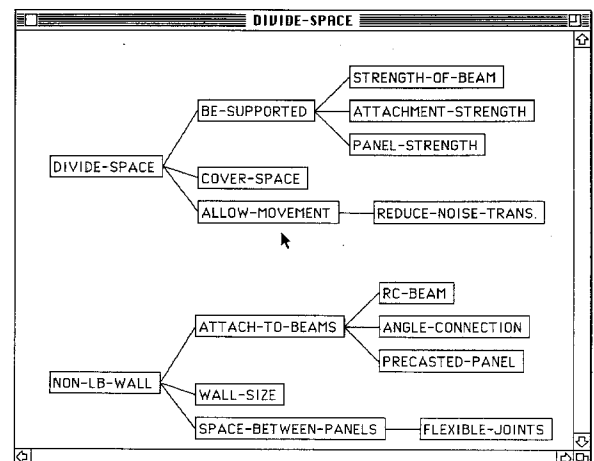 DIVIDE-SPACE
STRENGTH-OF-BEAM
BE-SUPPORTED
ATTACHMENT-STRENGTH
PANEL-STRENGTH
DIVIDE-SPACE
COVER-SPACE
ALLOW-MOVEMENT
REDUCE-NOISE-TRANS.
RC-BEAM
ATTACH-TO-BEAMS
ANGLE-CONNECTION
PRECASTED-PANEL
NON-LB-WALL
WALL-SIZE
SPACE-BETWEEN-PANELS
FLEXIBLE-JOINTS